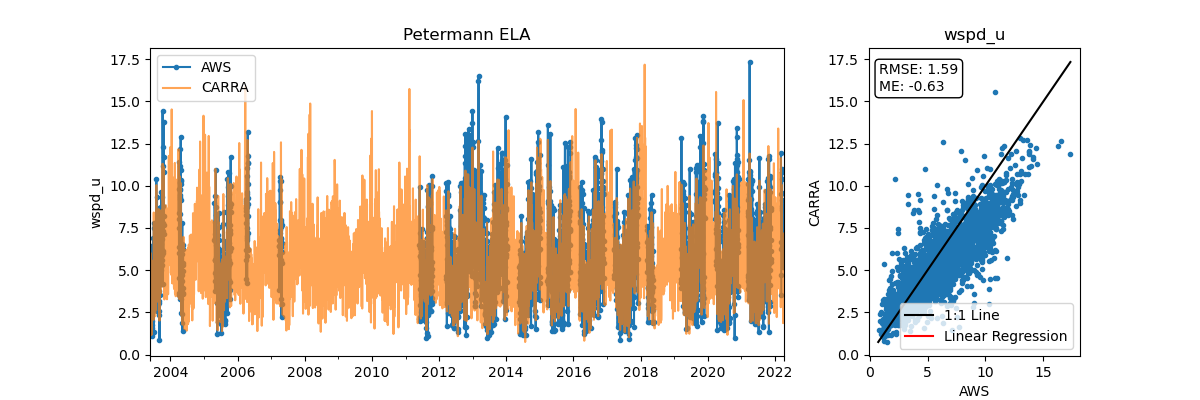 Petermann ELA
wspd_u
17.5
15.0
12.5
10.0
7.5
5.0
2.5
0.0
wspd_u
AWS
CARRA
2004
2006
2008
2010
2012
2014
2016
2018
2020
2022
17.5
15.0
12.5
10.0
7.5
5.0
2.5
0.0
CARRA
RMSE: 1.59
ME: -0.63
1:1 Line
Linear Regression
0
5
10
15
AWS